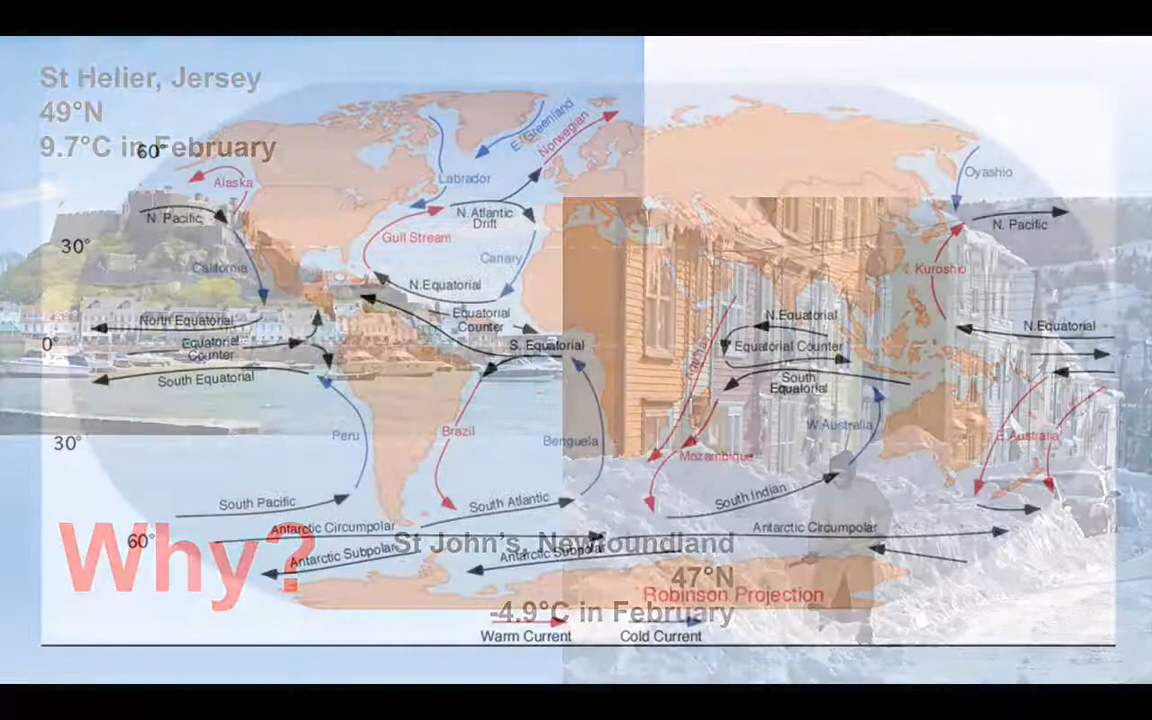 St Helier, Jersey
49°N
9.7°C in February
60°
E. Greenland
Norwegian
Alaska
Labrador
Oyashio
N. Pacific
N. Atlantic
Drift
N. Pacific
30°
Gulf Stream
Canary
California
Kuroshio
N.Equatorial
North Equatorial
Equatorial
Counter
N.Equatorial
N.Equatorial
0°
Equatorial
Counter
S. Equatorial
Equatorial Counter
South Equatorial
South
Equatorial
30°
Peru
Brazil
Benguela
W.Australia
E.Australia
Mozambique
South Pacific
South Atlantic
South Indian
Why?
60°
Antarctic Circumpolar
Antarctic Circumpolar
Antarctic Subpolar
Antarctic Subpolar
St John's, Newfoundland
47°N
-4.9°C in February
Robinson Projection
Warm Current
Cold Current